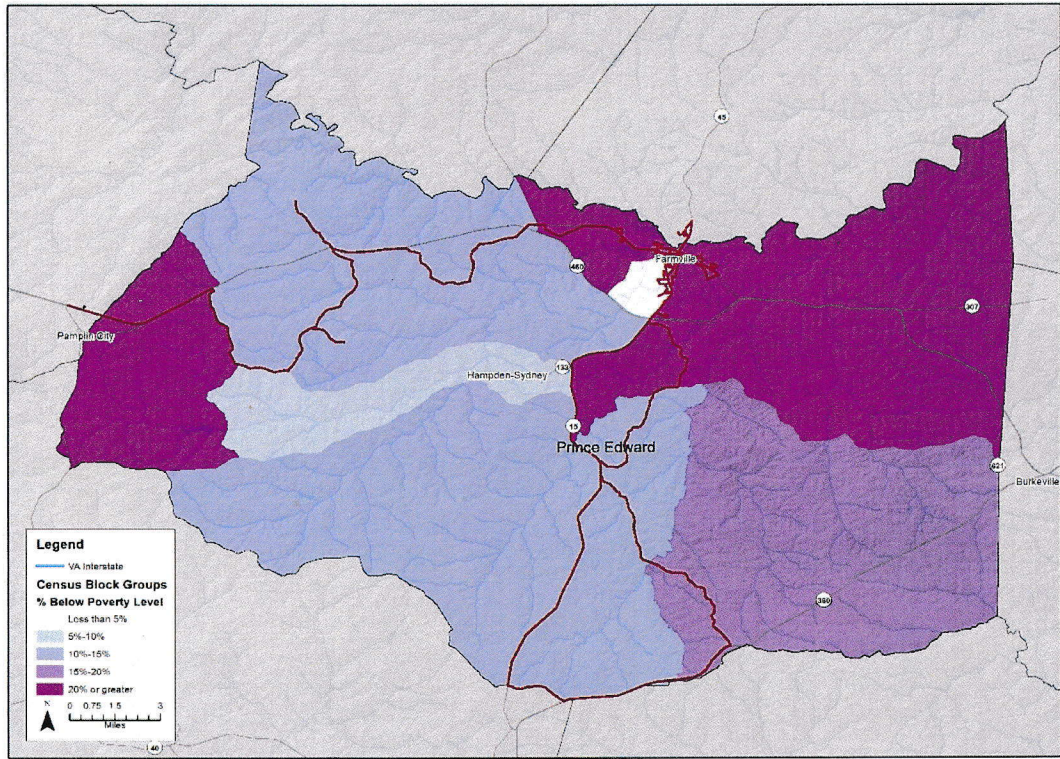 45
Farmville
460
307
Pamplin City
Hampden-Sydney
133
15
Prince Edward
621
Burkeville
360
Legend
VA Interstate
Census Block Groups
% Below Poverty Level
Less than 5%
5%-10%
10%-15%
15%-20%
20% or greater
N
0 0.75 1.5 3
Miles
40